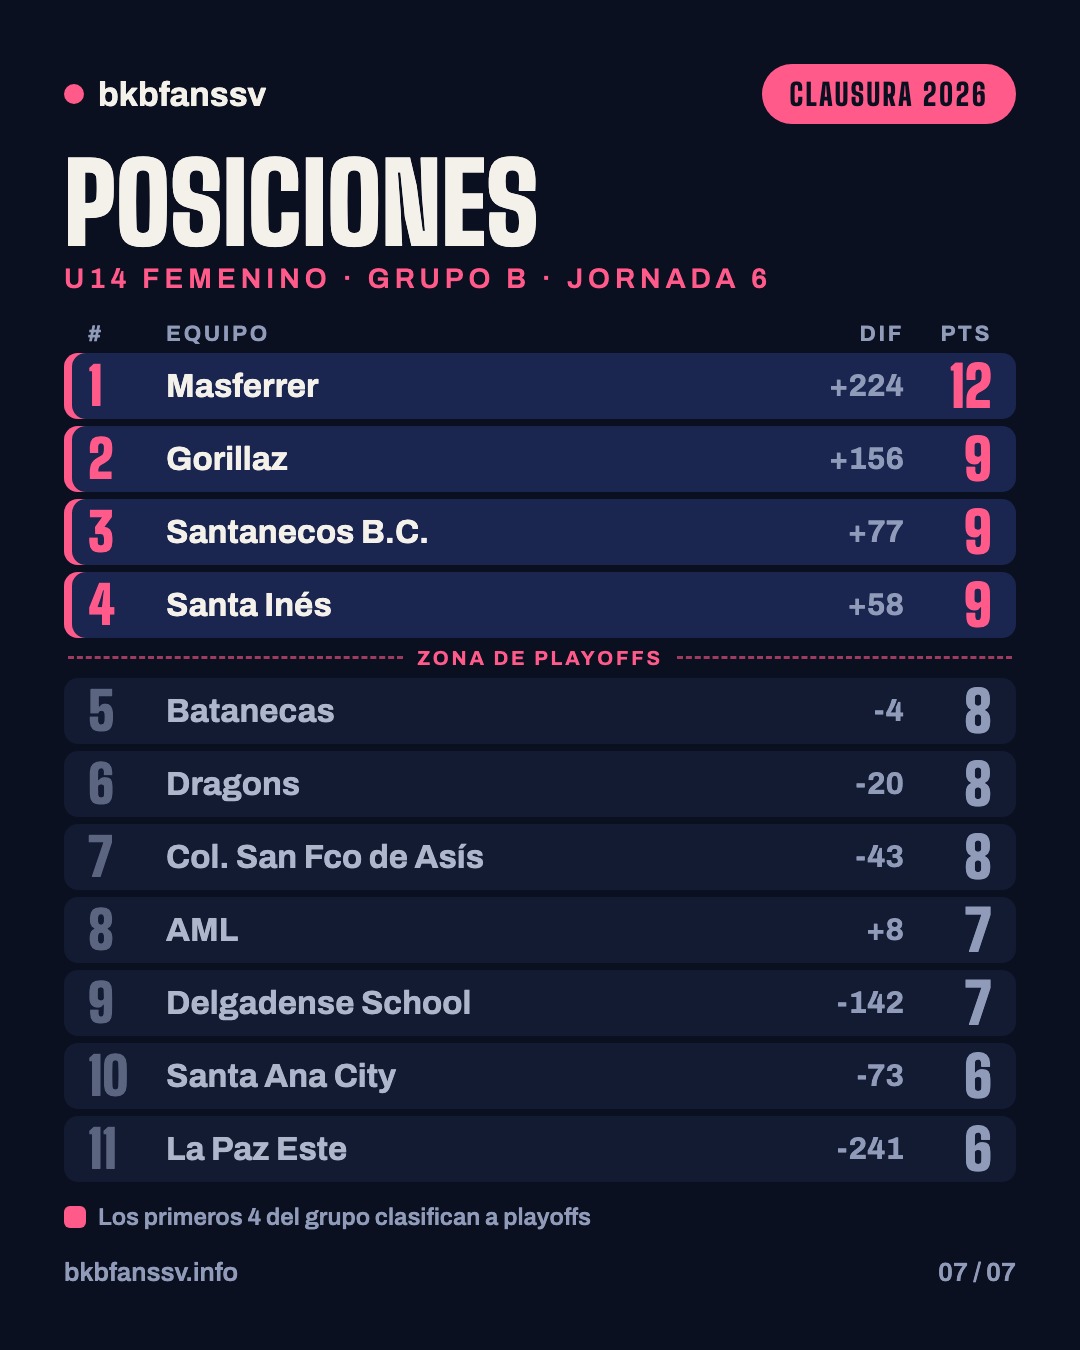 bkbfanssv
CLAUSURA 2026
POSICIONES
U14 FEMENINO · GRUPO B · JORNADA 6
# EQUIPO DIF PTS
1 Masferrer +224 12
2 Gorillaz +156 9
3 Santanecos B.C. +77 9
4 Santa Inés +58 9
ZONA DE PLAYOFFS
5 Batanecas -4 8
6 Dragons -20 8
7 Col. San Fco de Asís -43 8
8 AML +8 7
9 Delgadense School -142 7
10 Santa Ana City -73 6
11 La Paz Este -241 6
Los primeros 4 del grupo clasifican a playoffs
bkbfanssv.info 07 / 07